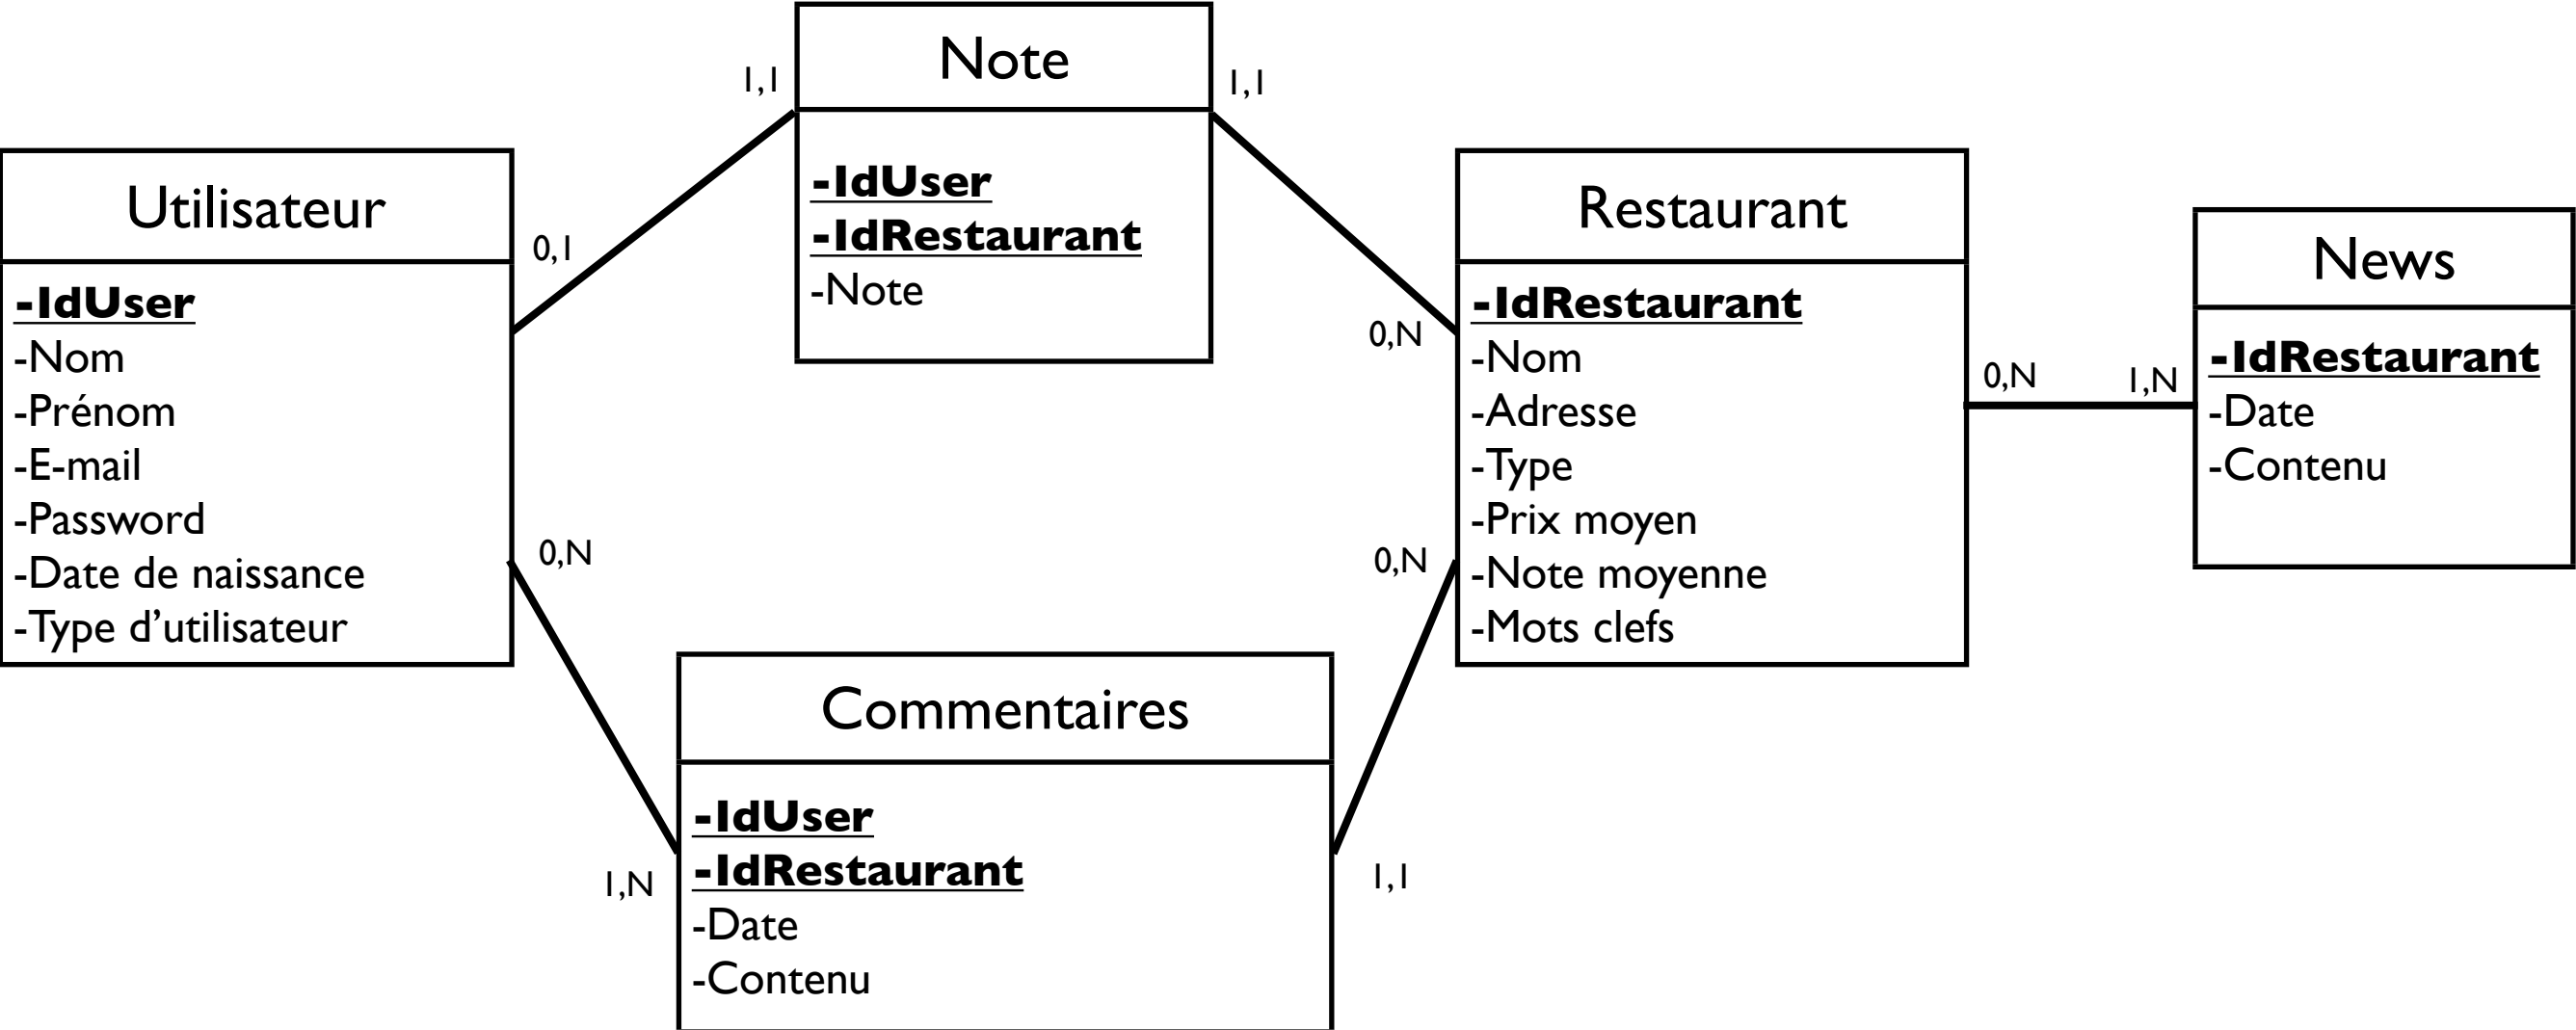 Utilisateur
-IdUser
-Nom
-Prénom
-E-mail
-Password
-Date de naissance
-Type d’utilisateur
0,1
1,1
Note
-IdUser
-IdRestaurant
-Note
1,1
0,N
0,N
1,N
Commentaires
-IdUser
-IdRestaurant
-Date
-Contenu
1,1
0,N
Restaurant
-IdRestaurant
-Nom
-Adresse
-Type
-Prix moyen
-Note moyenne
-Mots clefs
0,N
1,N
News
-IdRestaurant
-Date
-Contenu